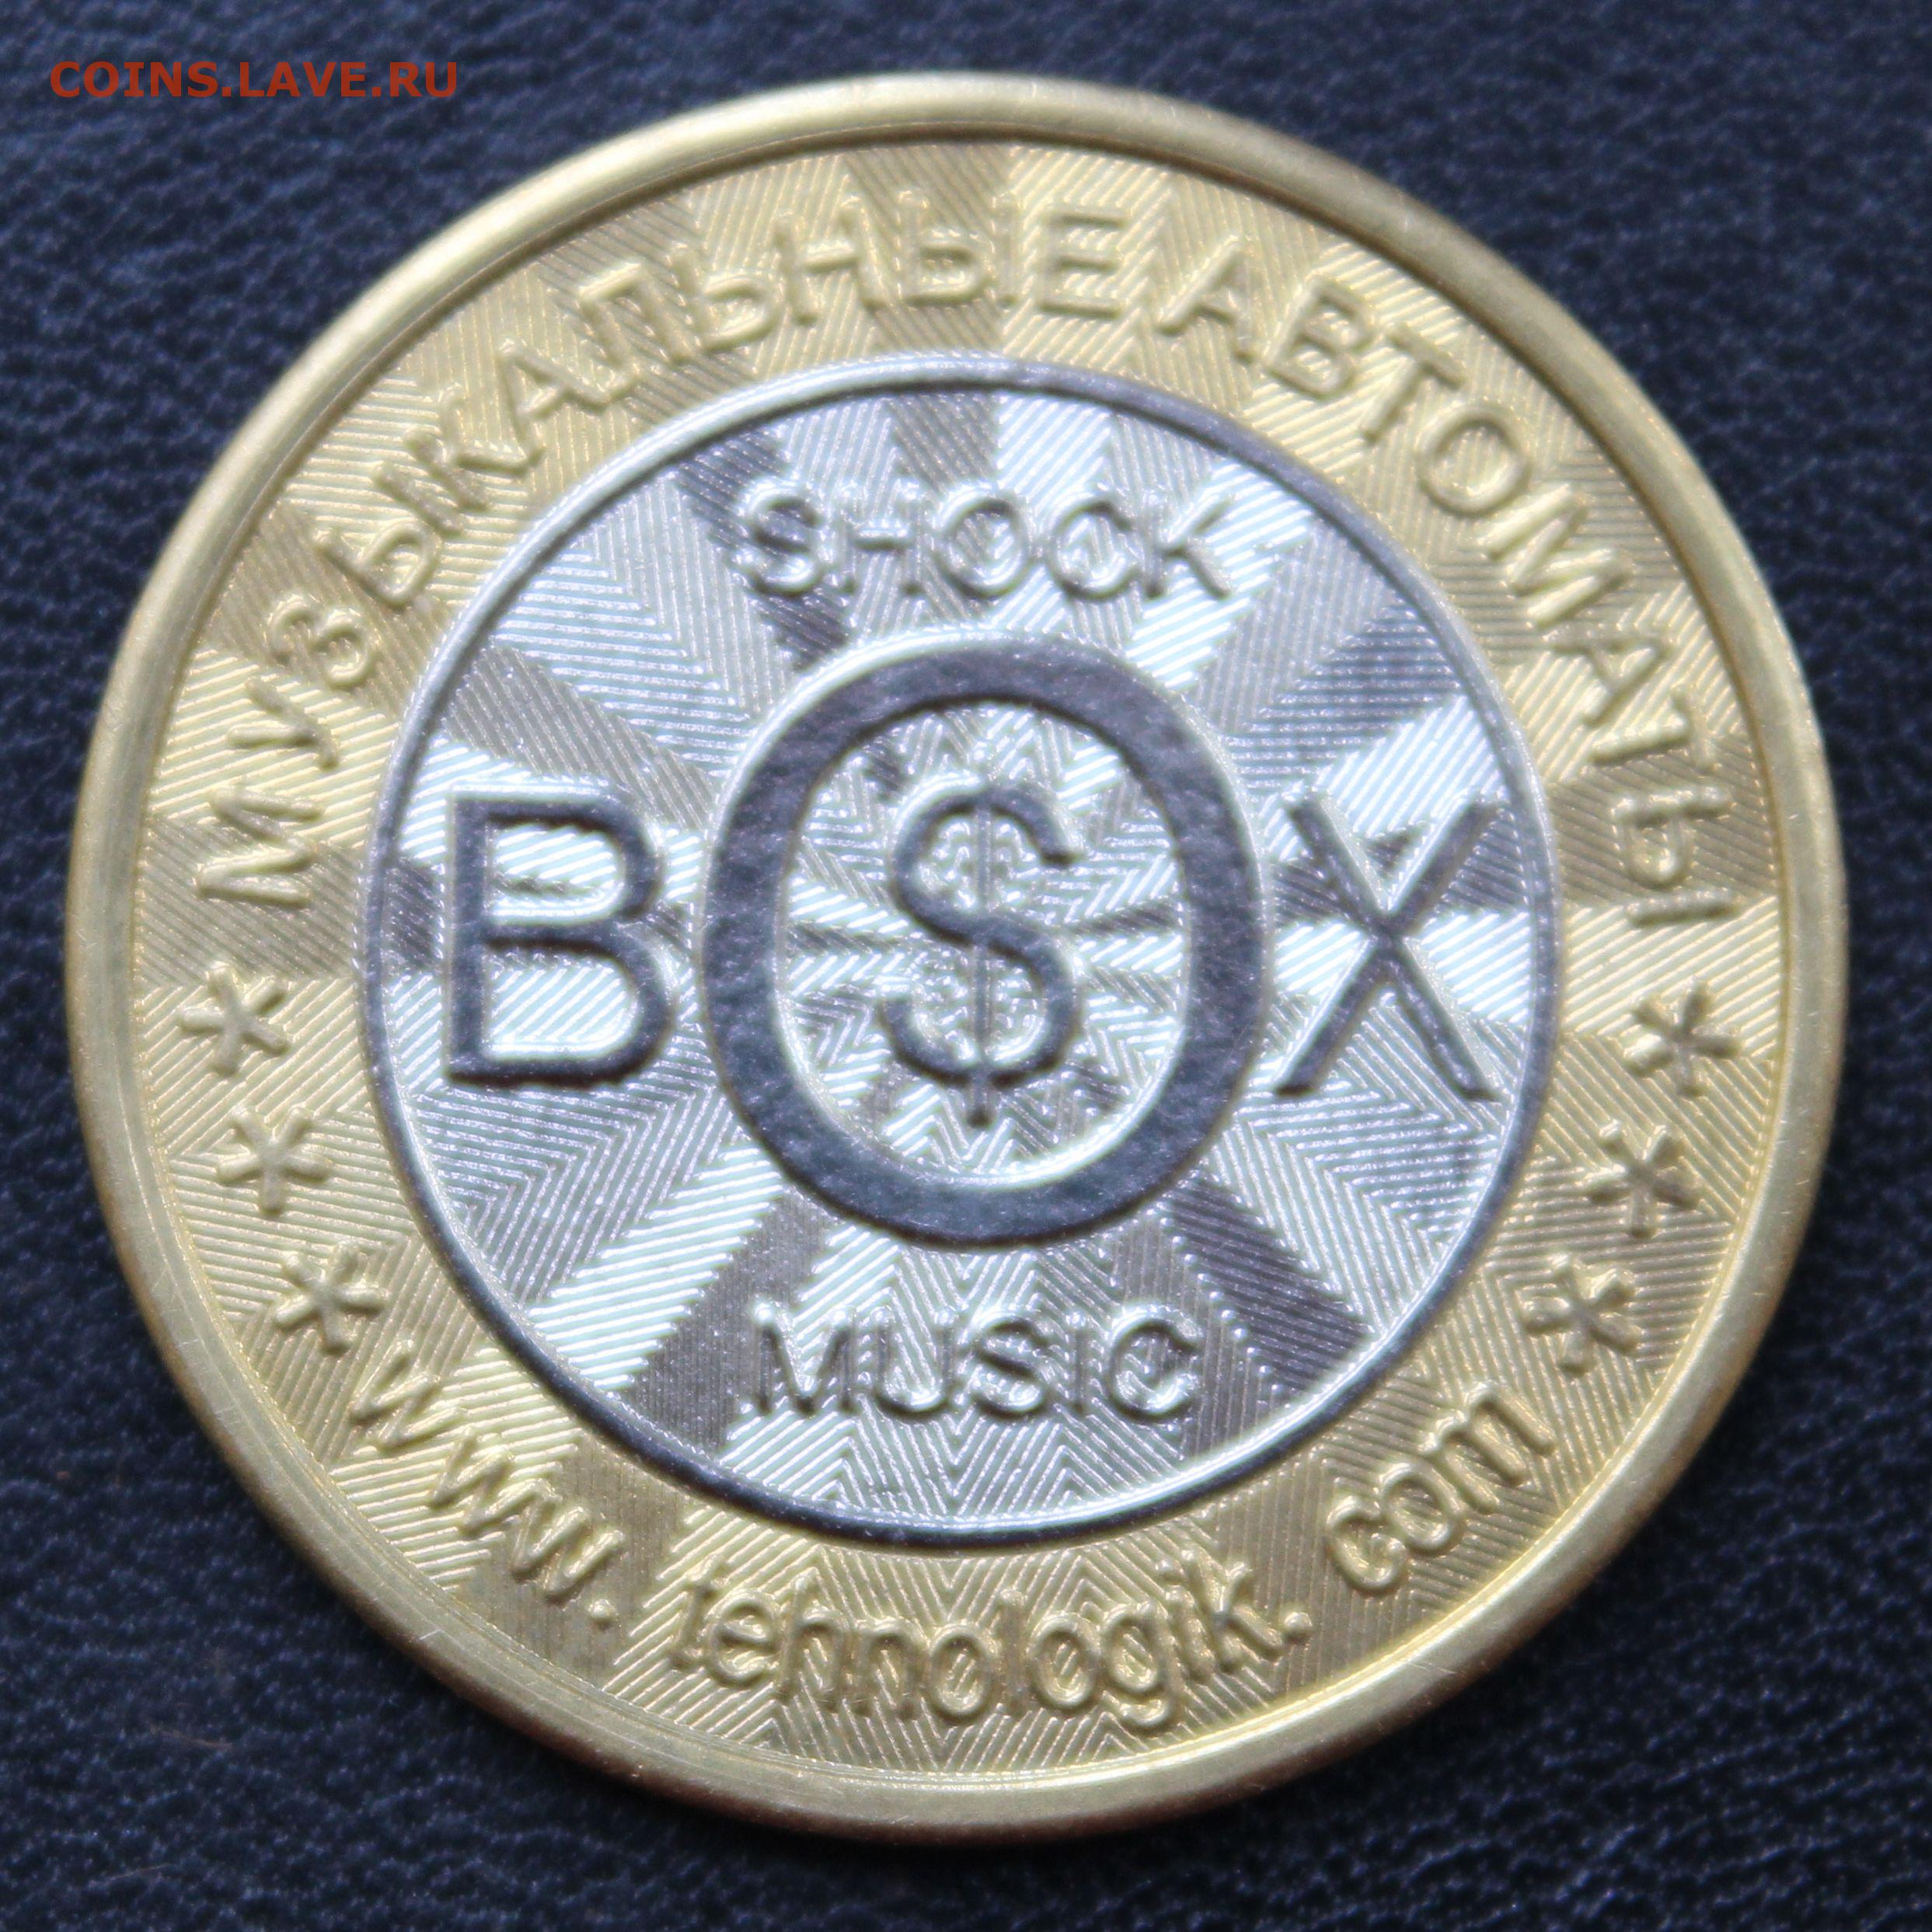 COINS.LAVE.RU
МУЗЫКАЛЬНЫЕ АВТОМАТЫ
SHOCK
BOX
$
MUSIC
* * * www.tehnologik.com * * *